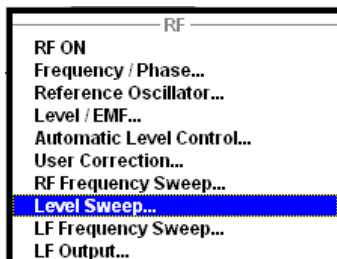 RF
RF ON
Frequency / Phase...
Reference Oscillator...
Level / EMF...
Automatic Level Control...
User Correction...
RF Frequency Sweep...
Level Sweep...
LF Frequency Sweep...
LF Output...